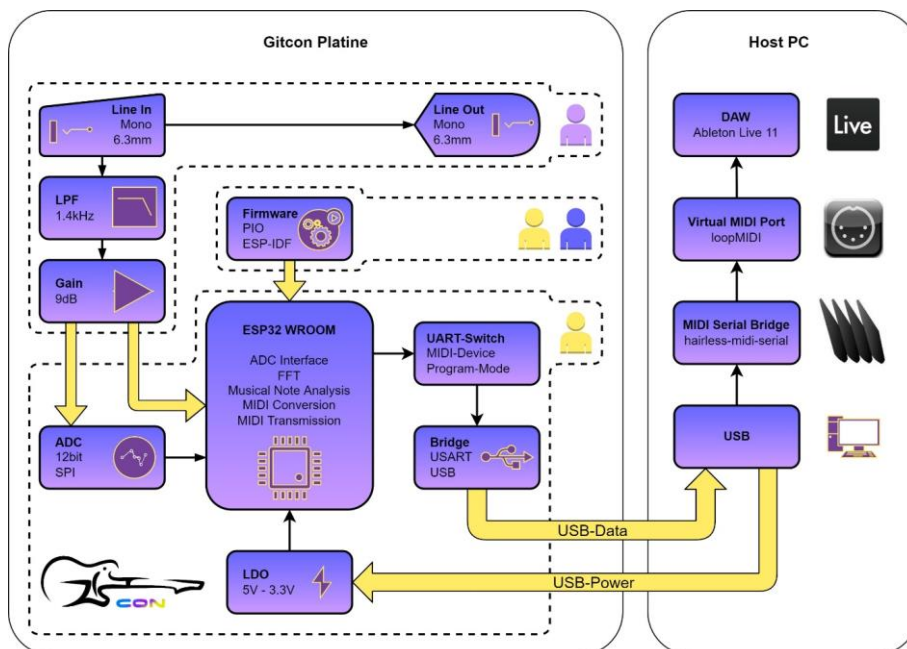 Gitcon Platine
Host PC
Line In
Mono
6.3mm
Line Out
Mono
6.3mm
LPF
1.4kHz
Gain
9dB
Firmware
PIO
ESP-IDF
ESP32 WROOM
ADC Interface
FFT
Musical Note Analysis
MIDI Conversion
MIDI Transmission
UART-Switch
MIDI-Device
Program-Mode
ADC
12bit
SPI
Bridge
USART
USB
LDO
5V - 3.3V
CON
USB-Data
USB-Power
DAW
Ableton Live 11
Live
Virtual MIDI Port
loopMIDI
MIDI Serial Bridge
hairless-midi-serial
USB